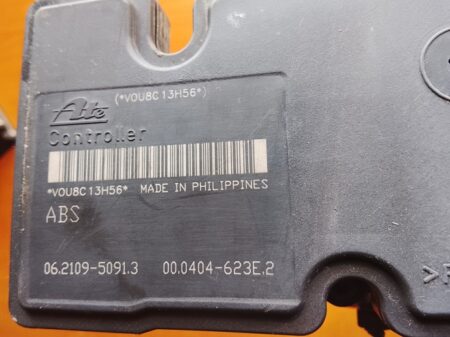 (*VOU8C13H56*)
Ate
Controller
*VOU8C13H56* MADE IN PHILIPPINES
ABS
06.2109-5091.3 00.0404-623E.2